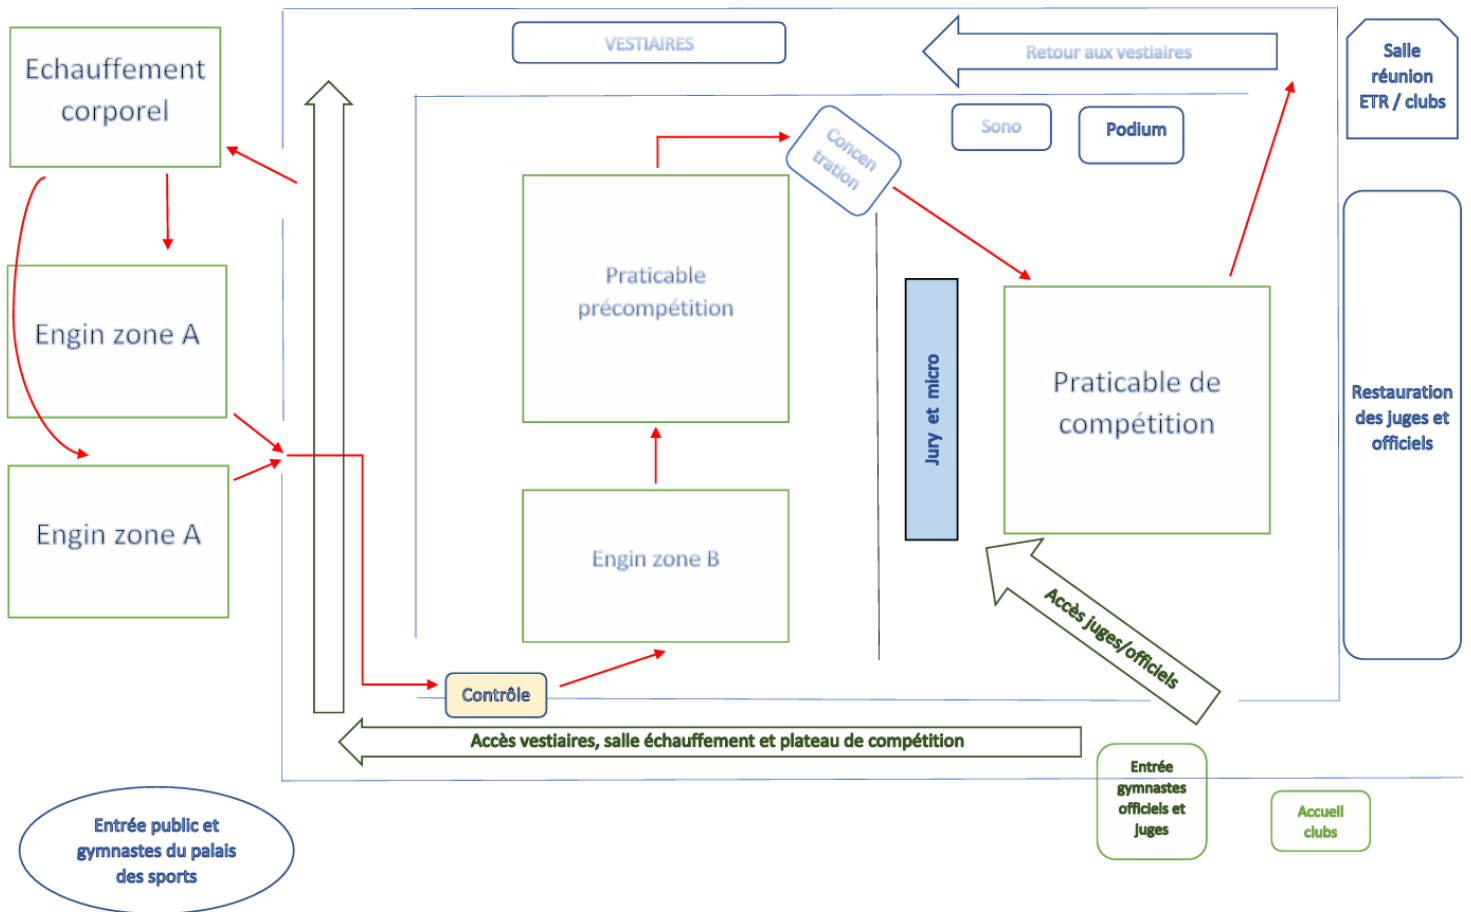 VESTIAIRES
Retour aux vestiaires
Salle
réunion
ETR / clubs
Echauffement
corporel
Sono
Podium
Concen
tration
Praticable
précompétition
Engin zone A
Jury et micro
Praticable de
compétition
Restauration
des juges et
officiels
Engin zone A
Engin zone B
Accès juges/officiels
Contrôle
Accès vestiaires, salle échauffement et plateau de compétition
Entrée
gymnastes
officiels et
juges
Accueil
clubs
Entrée public et
gymnastes du palais
des sports